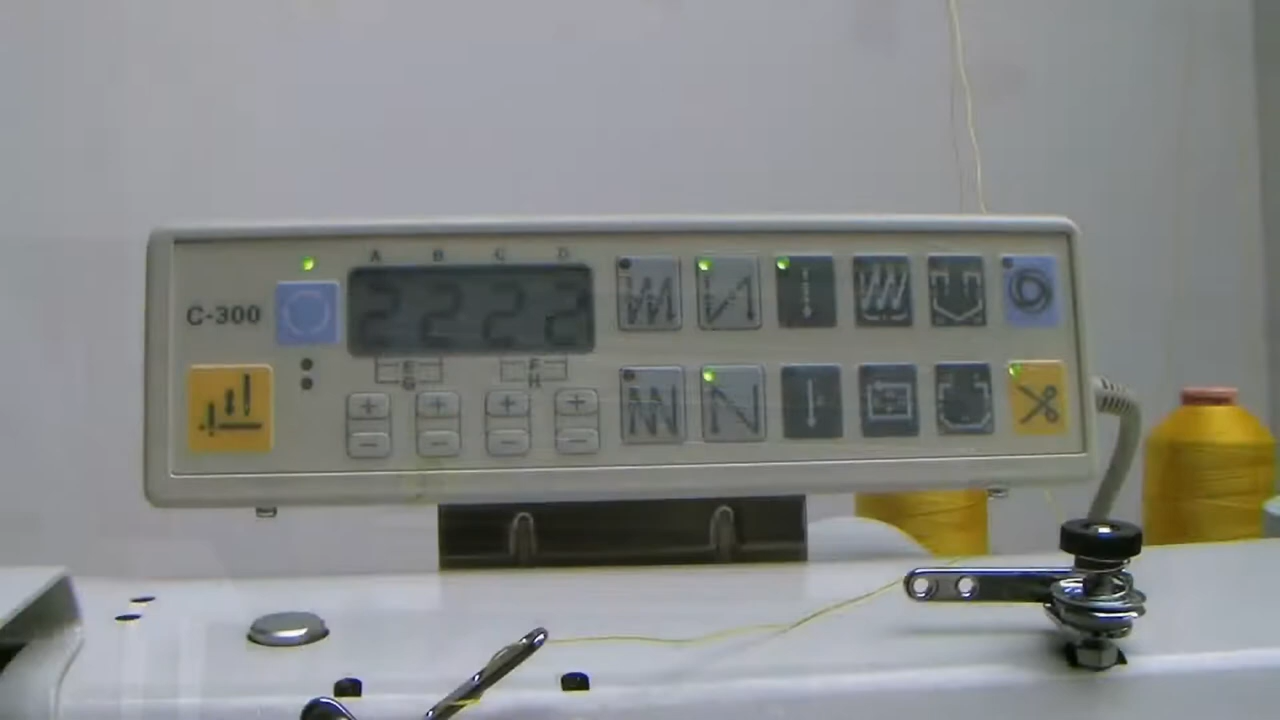 A B C D
C-300
2222
E F
G H
+ + + +
- - - -